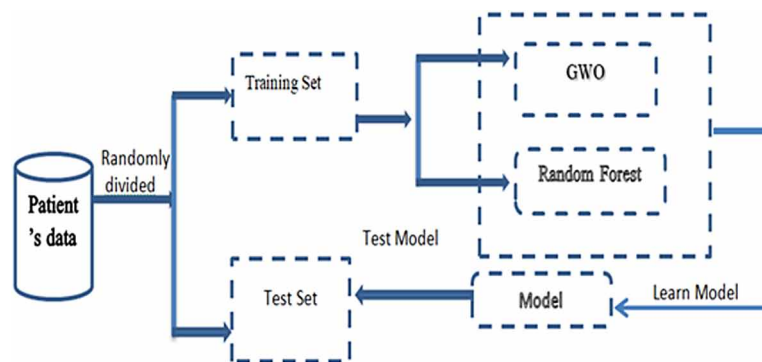 Training Set
GWO
Randomly
divided
Random Forest
Patient
's data
Test Model
Test Set
Model
Learn Model